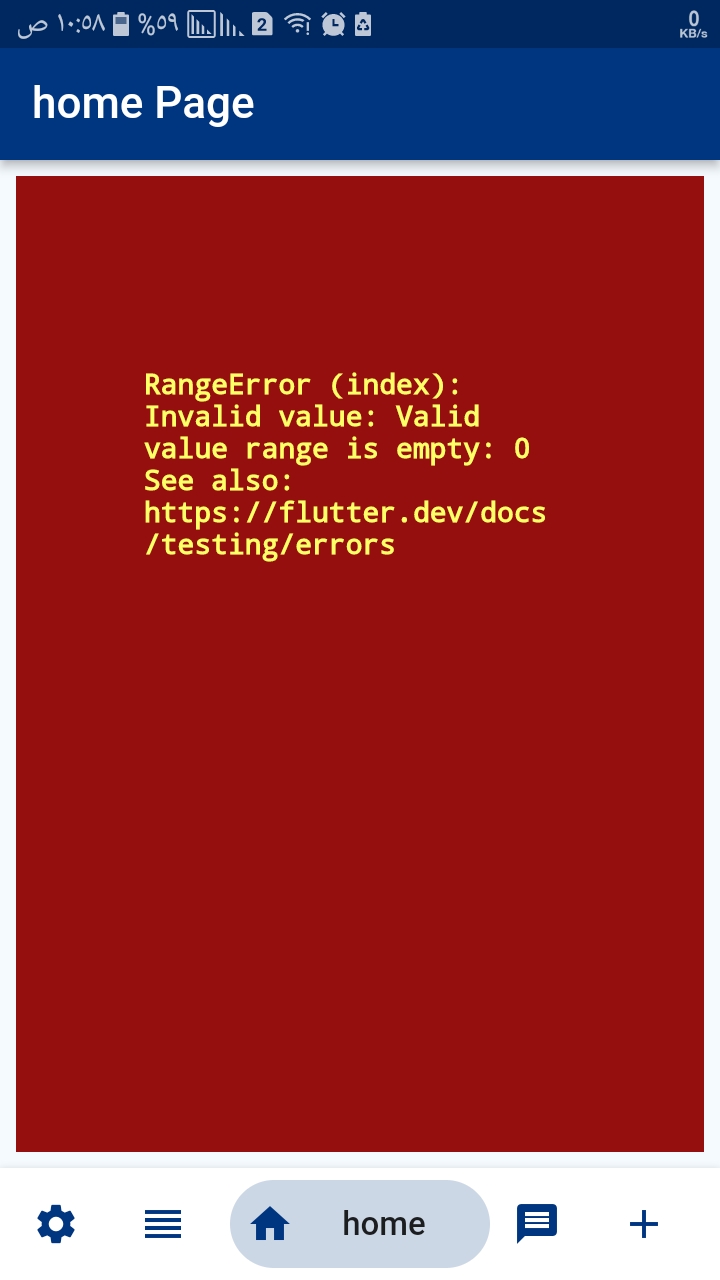 ص ١٠:٥٨ %٥٩ 2 0 KB/s
home Page
RangeError (index):
Invalid value: Valid
value range is empty: 0
See also:
https://flutter.dev/docs
/testing/errors
home